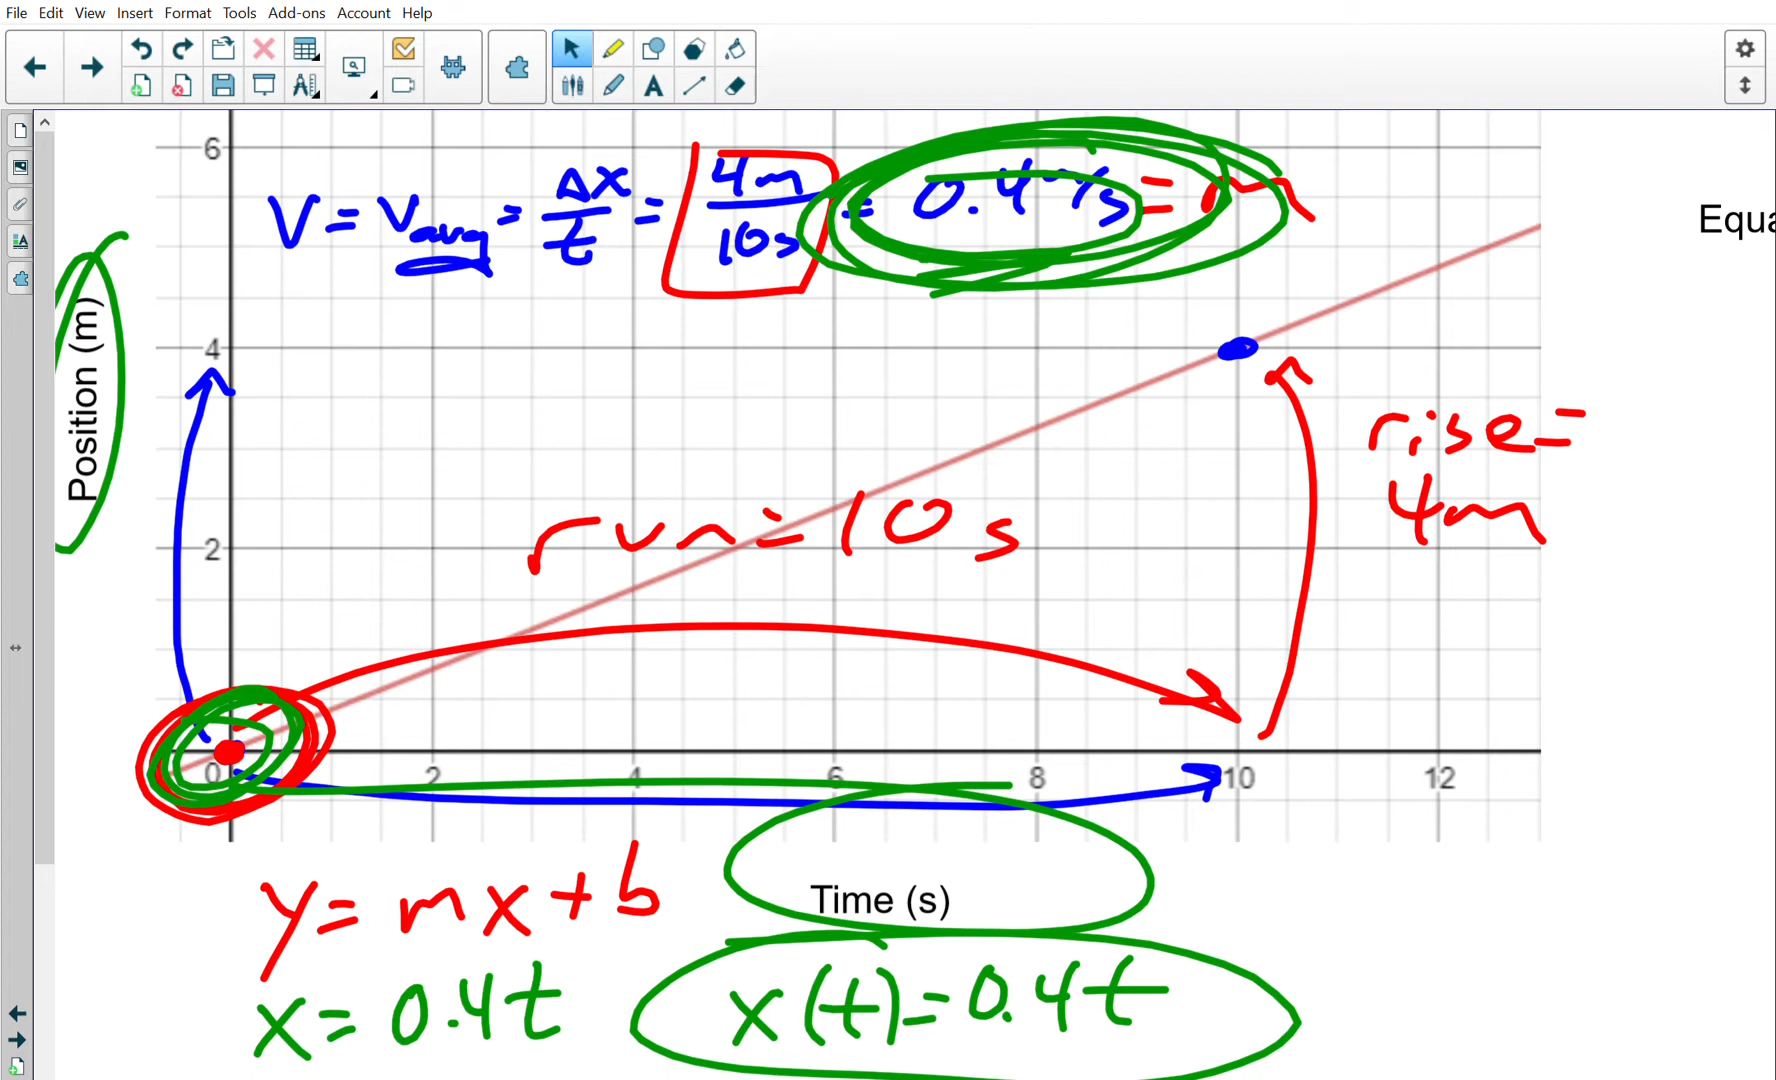 File Edit View Insert Format Tools Add-ons Account Help
6
V = Vavg = Δx/t = 4m/10s = 0.4 m/s = m
Equa
Position (m)
4
rise = 4m
run = 10 s
2
0 2 4 6 8 10 12
Time (s)
y = mx + b
x = 0.4t
x(t) = 0.4t